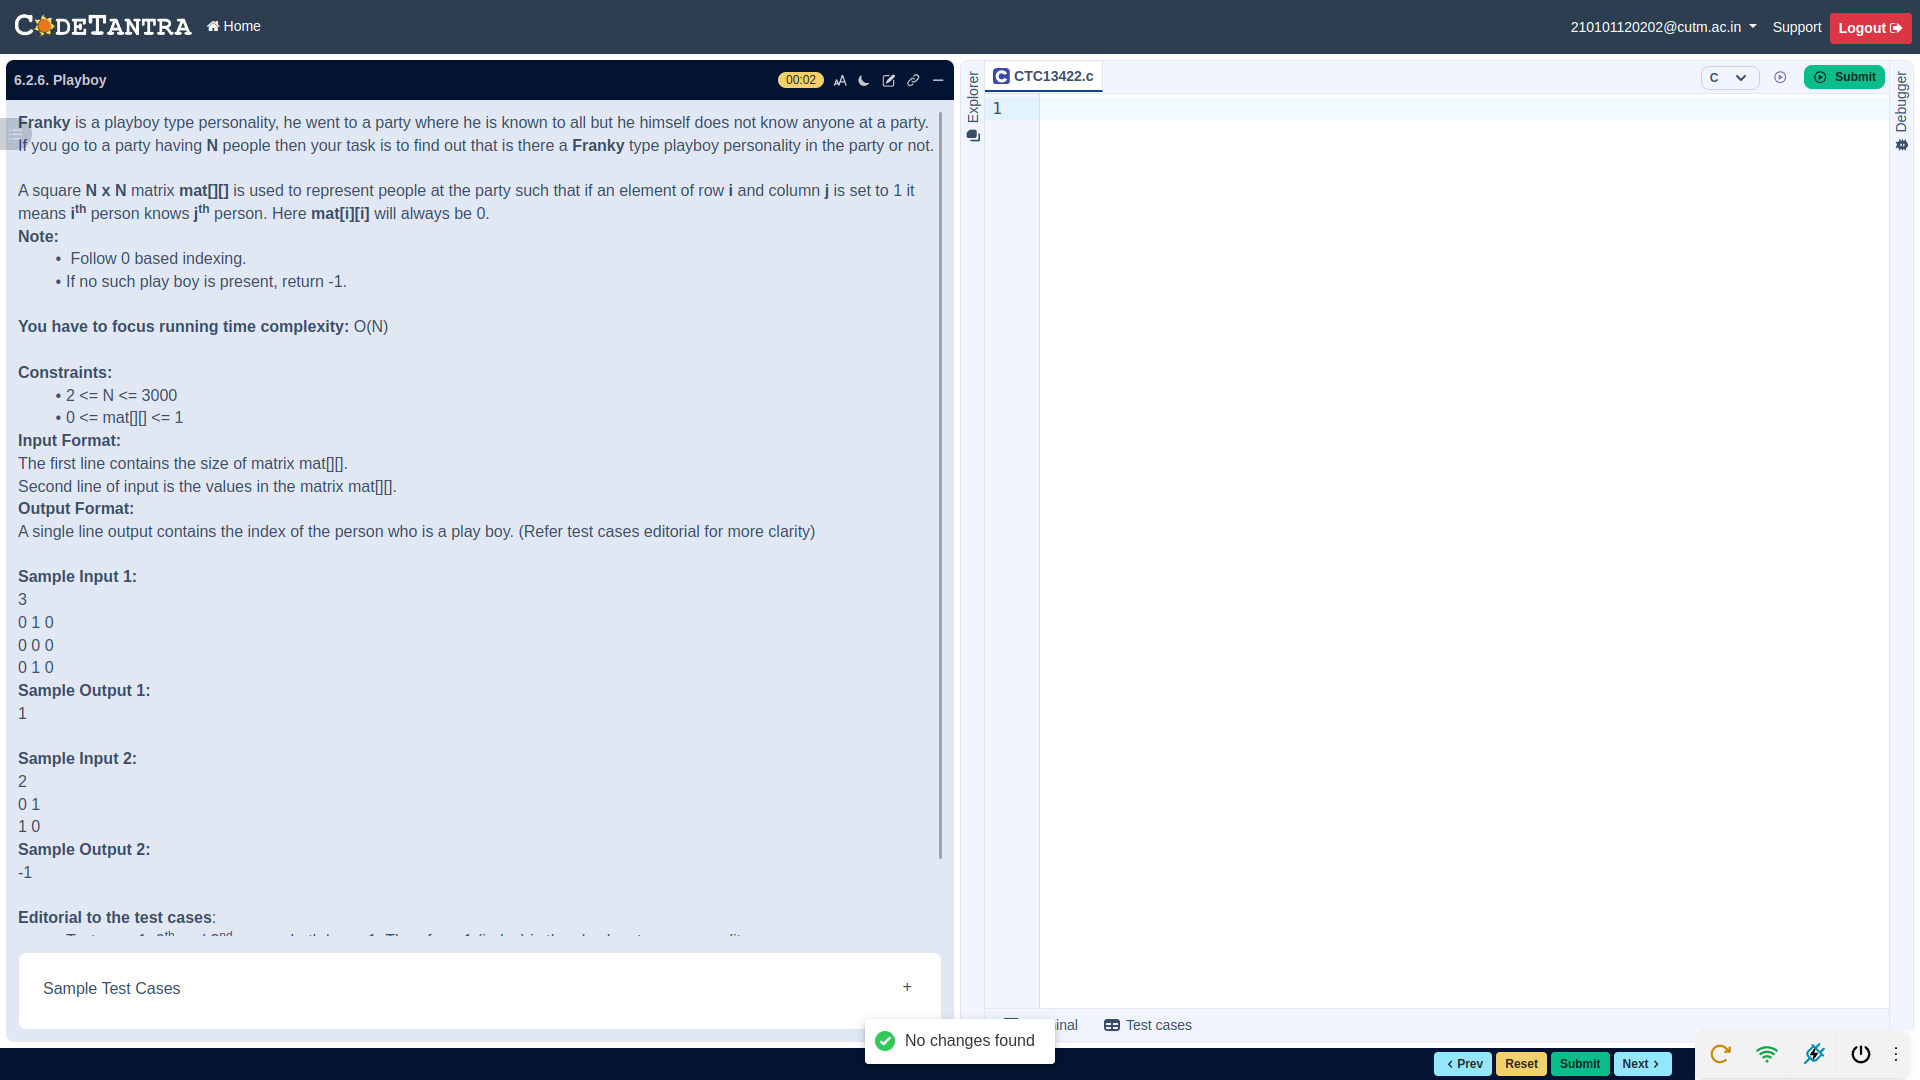 CODETANTRA
Home
210101120202@cutm.ac.in
Support
Logout
6.2.6. Playboy
00:02
Franky is a playboy type personality, he went to a party where he is known to all but he himself does not know anyone at a party.
If you go to a party having N people then your task is to find out that is there a Franky type playboy personality in the party or not.
A square N x N matrix mat[][] is used to represent people at the party such that if an element of row i and column j is set to 1 it
means ith person knows jth person. Here mat[i][i] will always be 0.
Note:
• Follow 0 based indexing.
• If no such play boy is present, return -1.
You have to focus running time complexity: O(N)
Constraints:
• 2 <= N <= 3000
• 0 <= mat[][] <= 1
Input Format:
The first line contains the size of matrix mat[][].
Second line of input is the values in the matrix mat[][].
Output Format:
A single line output contains the index of the person who is a play boy. (Refer test cases editorial for more clarity)
Sample Input 1:
3
0 1 0
0 0 0
0 1 0
Sample Output 1:
1
Sample Input 2:
2
0 1
1 0
Sample Output 2:
-1
Editorial to the test cases:
Sample Test Cases
+
Explorer
CTC13422.c
C
Submit
1
Debugger
Test cases
No changes found
Prev
Reset
Submit
Next